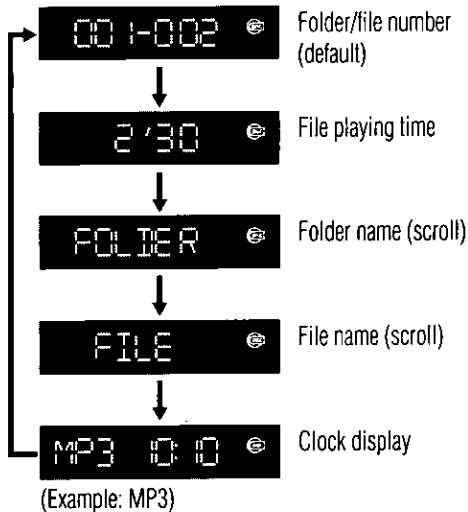 001-002
Folder/file number
(default)
2'30
File playing time
FOLDER
Folder name (scroll)
FILE
File name (scroll)
MP3 10:10
Clock display
(Example: MP3)